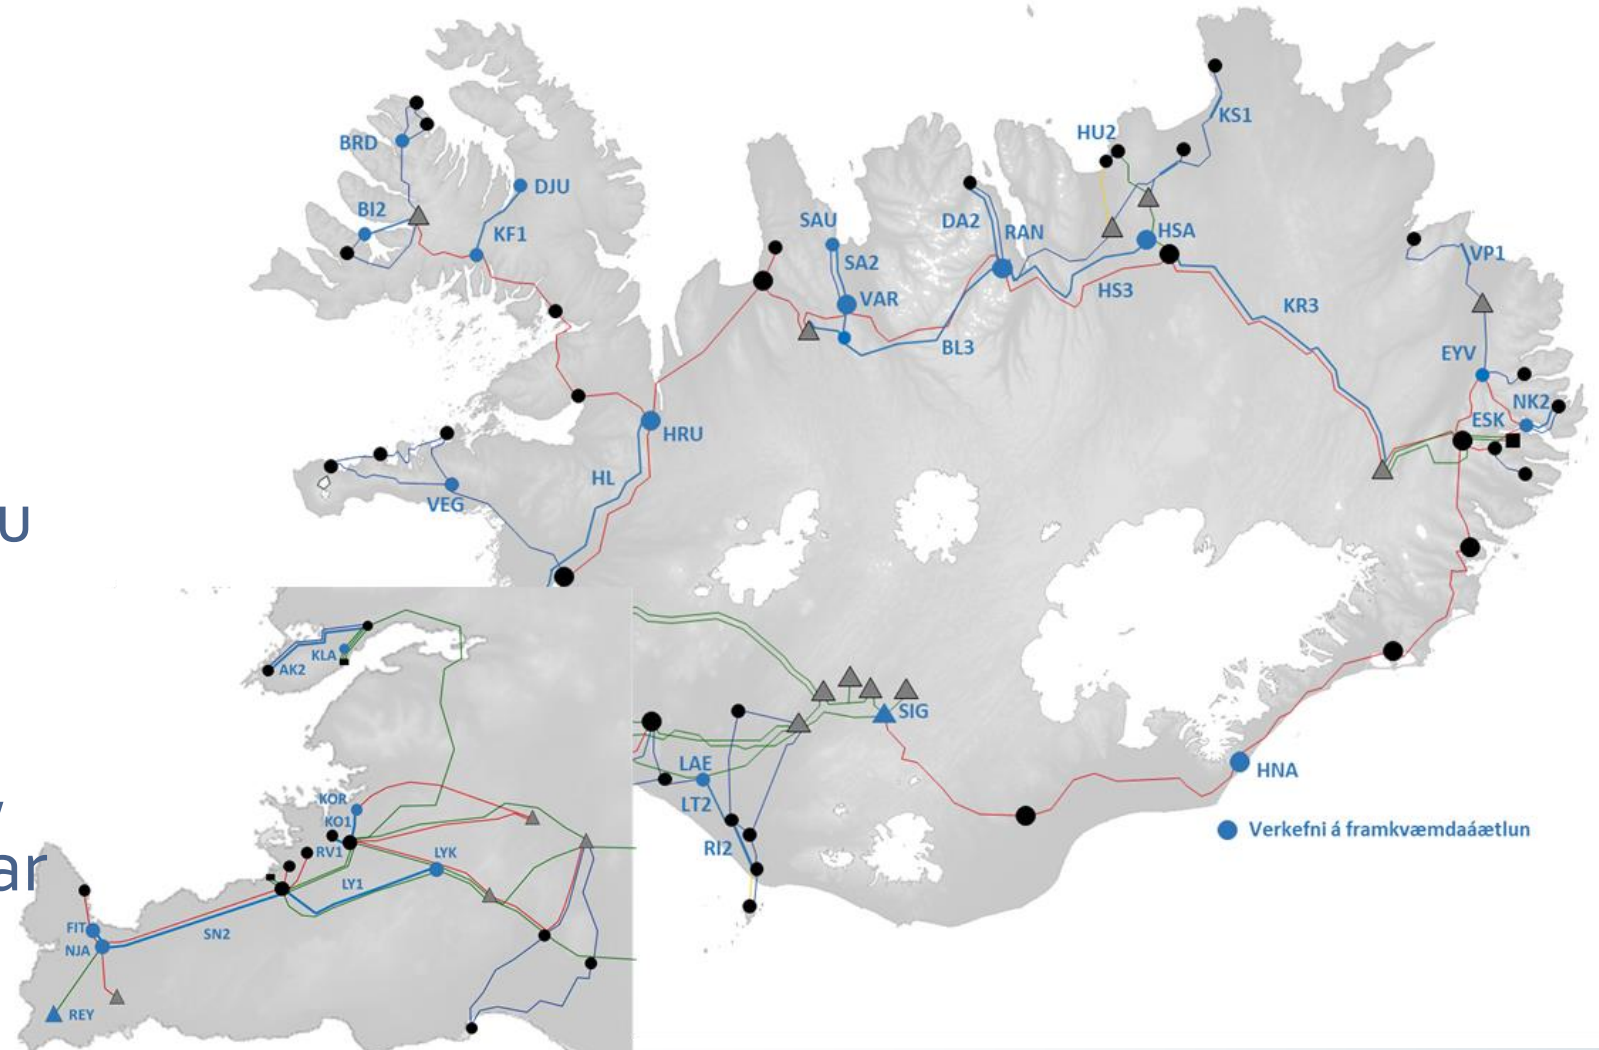 BRD
DJU
BI2
KF1
HU2
KS1
SAU
DA2
RAN
HSA
SA2
VAR
HS3
KR3
BL3
VP1
EYV
NK2
ESK
HRU
HL
VEG
u
SIG
HNA
Verkefni á framkvæmdaáætlun
LAE
LT2
RI2
KLA
AK2
KOR
KO1
RV1
LYK
LY1
ar
FIT
NJA
SN2
REY